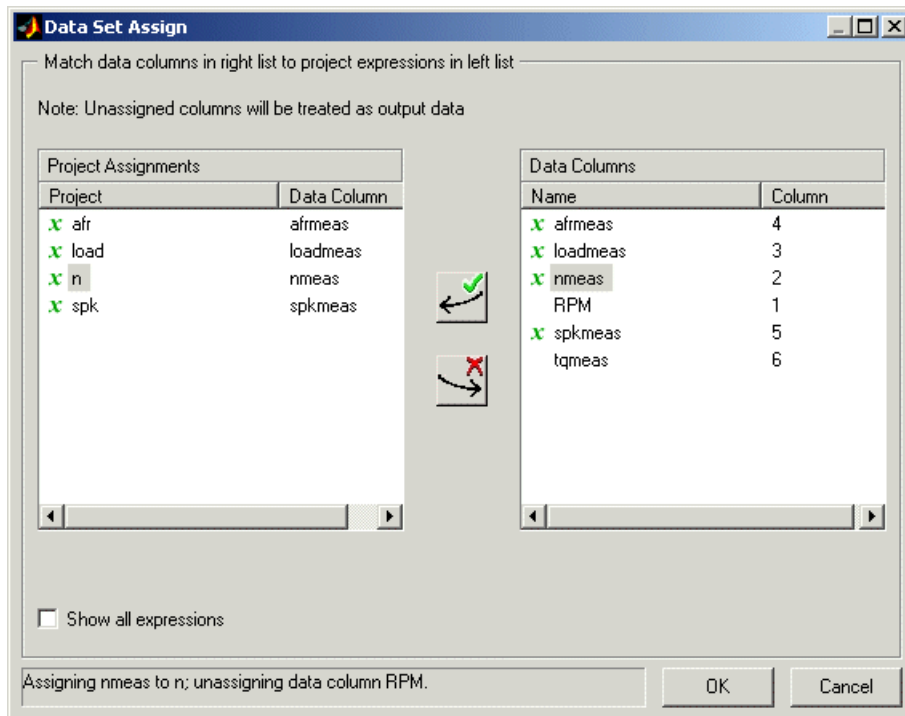 Data Set Assign
Match data columns in right list to project expressions in left list
Note: Unassigned columns will be treated as output data
Project Assignments
Project Data Column
x afr afrmeas
x load loadmeas
x n nmeas
x spk spkmeas
Data Columns
Name Column
x afrmeas 4
x loadmeas 3
x nmeas 2
RPM 1
x spkmeas 5
tqmeas 6
Show all expressions
Assigning nmeas to n; unassigning data column RPM.
OK
Cancel